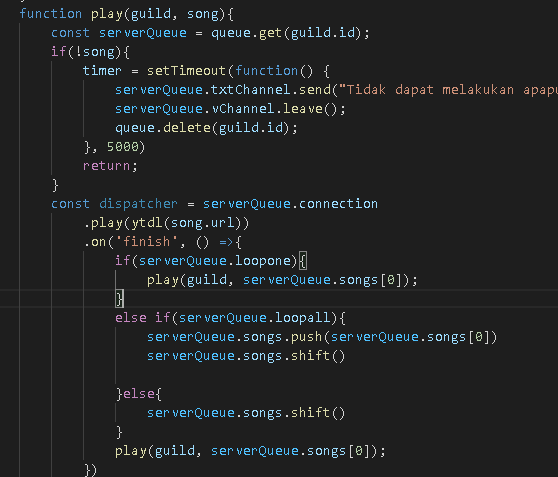 function play(guild, song){
const serverQueue = queue.get(guild.id);
if(!song){
timer = setTimeout(function() {
serverQueue.txtChannel.send("Tidak dapat melakukan
serverQueue.vChannel.leave();
queue.delete(guild.id);
}, 5000)
return;
}
const dispatcher = serverQueue.connection
.play(ytdl(song.url))
.on('finish', () =>{
if(serverQueue.loopone){
play(guild, serverQueue.songs[0]);
}
else if(serverQueue.loopall){
serverQueue.songs.push(serverQueue.songs[0])
serverQueue.songs.shift()
}else{
serverQueue.songs.shift()
}
play(guild, serverQueue.songs[0]);
})